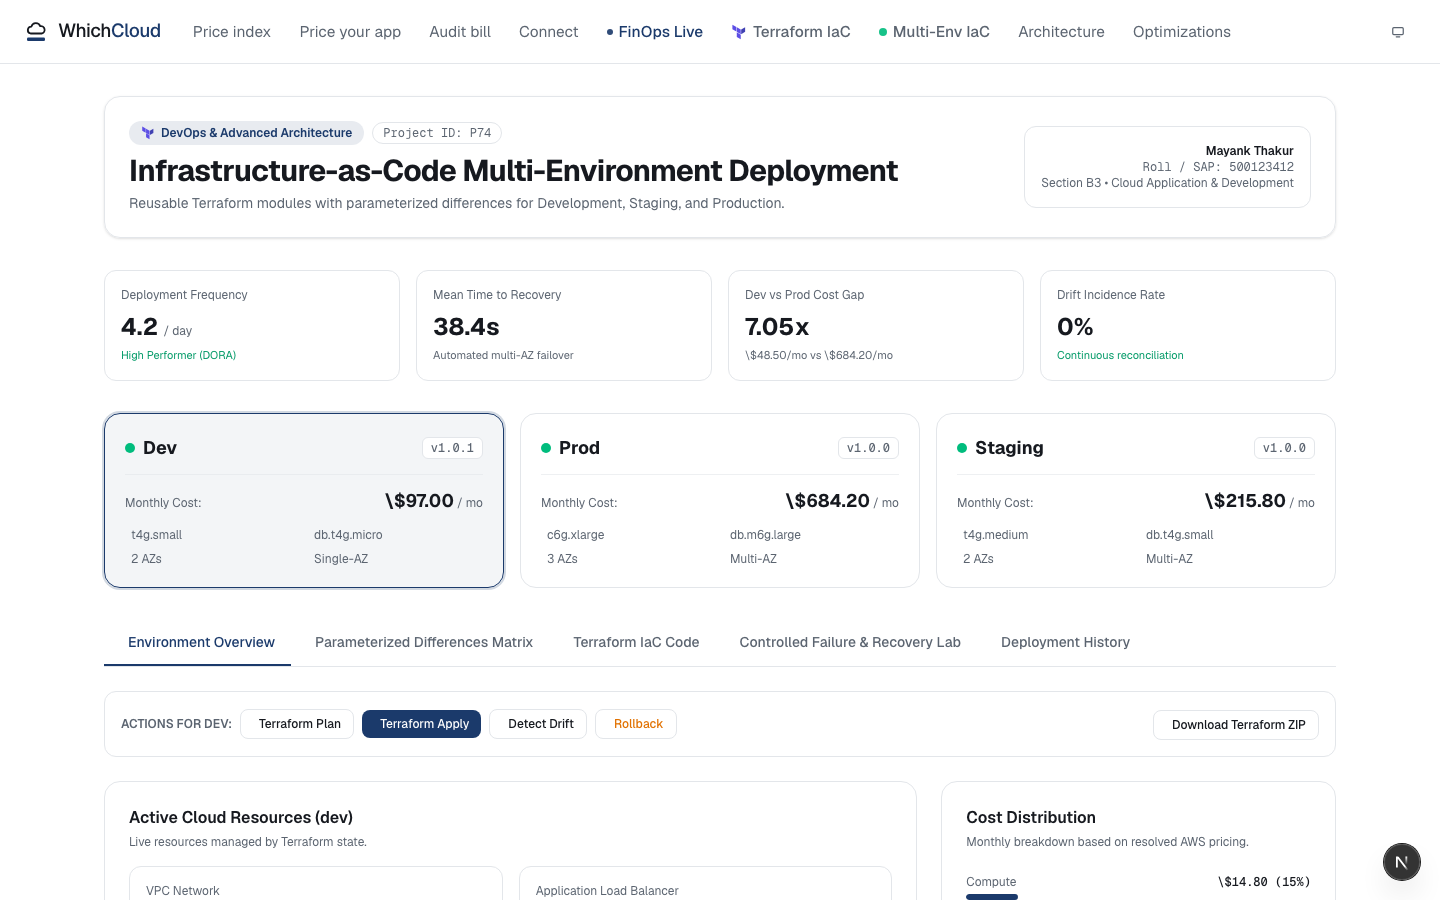 WhichCloud
Price index
Price your app
Audit bill
Connect
FinOps Live
Terraform IaC
Multi-Env IaC
Architecture
Optimizations
DevOps & Advanced Architecture
Project ID: P74
Infrastructure-as-Code Multi-Environment Deployment
Reusable Terraform modules with parameterized differences for Development, Staging, and Production.
Mayank Thakur
Roll / SAP: 500123412
Section B3 • Cloud Application & Development
Deployment Frequency
4.2 / day
High Performer (DORA)
Mean Time to Recovery
38.4s
Automated multi-AZ failover
Dev vs Prod Cost Gap
7.05x
\$48.50/mo vs \$684.20/mo
Drift Incidence Rate
0%
Continuous reconciliation
Dev
v1.0.1
Monthly Cost:
\$97.00 / mo
t4g.small
db.t4g.micro
2 AZs
Single-AZ
Prod
v1.0.0
Monthly Cost:
\$684.20 / mo
c6g.xlarge
db.m6g.large
3 AZs
Multi-AZ
Staging
v1.0.0
Monthly Cost:
\$215.80 / mo
t4g.medium
db.t4g.small
2 AZs
Multi-AZ
Environment Overview
Parameterized Differences Matrix
Terraform IaC Code
Controlled Failure & Recovery Lab
Deployment History
ACTIONS FOR DEV:
Terraform Plan
Terraform Apply
Detect Drift
Rollback
Download Terraform ZIP
Active Cloud Resources (dev)
Live resources managed by Terraform state.
VPC Network
Application Load Balancer
Cost Distribution
Monthly breakdown based on resolved AWS pricing.
Compute
\$14.80 (15%)
N